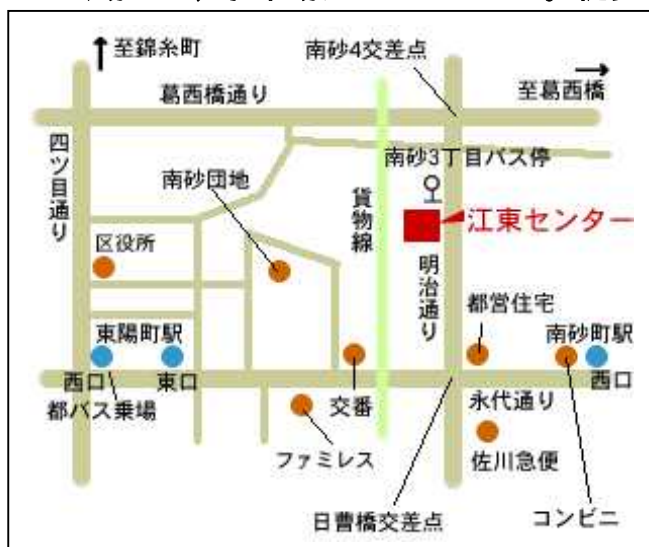 至錦糸町
南砂4交差点
至葛西橋
葛西橋通り
四ツ目通り
南砂3丁目バス停
南砂団地
貨物線
江東センター
区役所
明治通り
都営住宅
東陽町駅
南砂町駅
西口
東口
西口
都バス乗場
交番
永代通り
ファミレス
佐川急便
日曹橋交差点
コンビニ